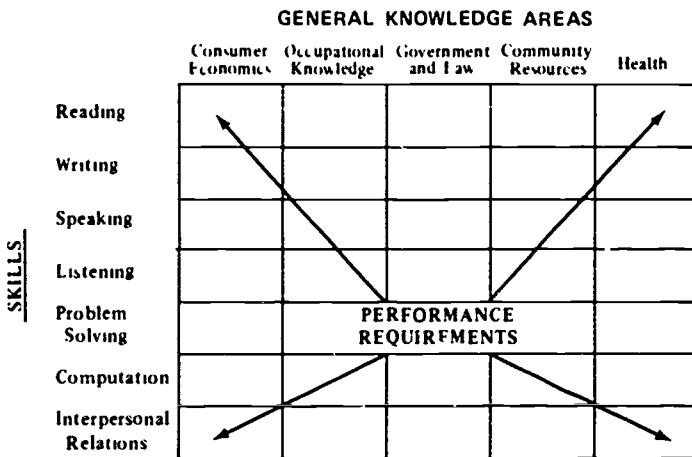 GENERAL KNOWLEDGE AREAS
Consumer Occupational Government Community
Economics Knowledge and Law Resources Health
Reading
Writing
Speaking
Listening
SKILLS
Problem PERFORMANCE
Solving REQUIREMENTS
Computation
Interpersonal
Relations